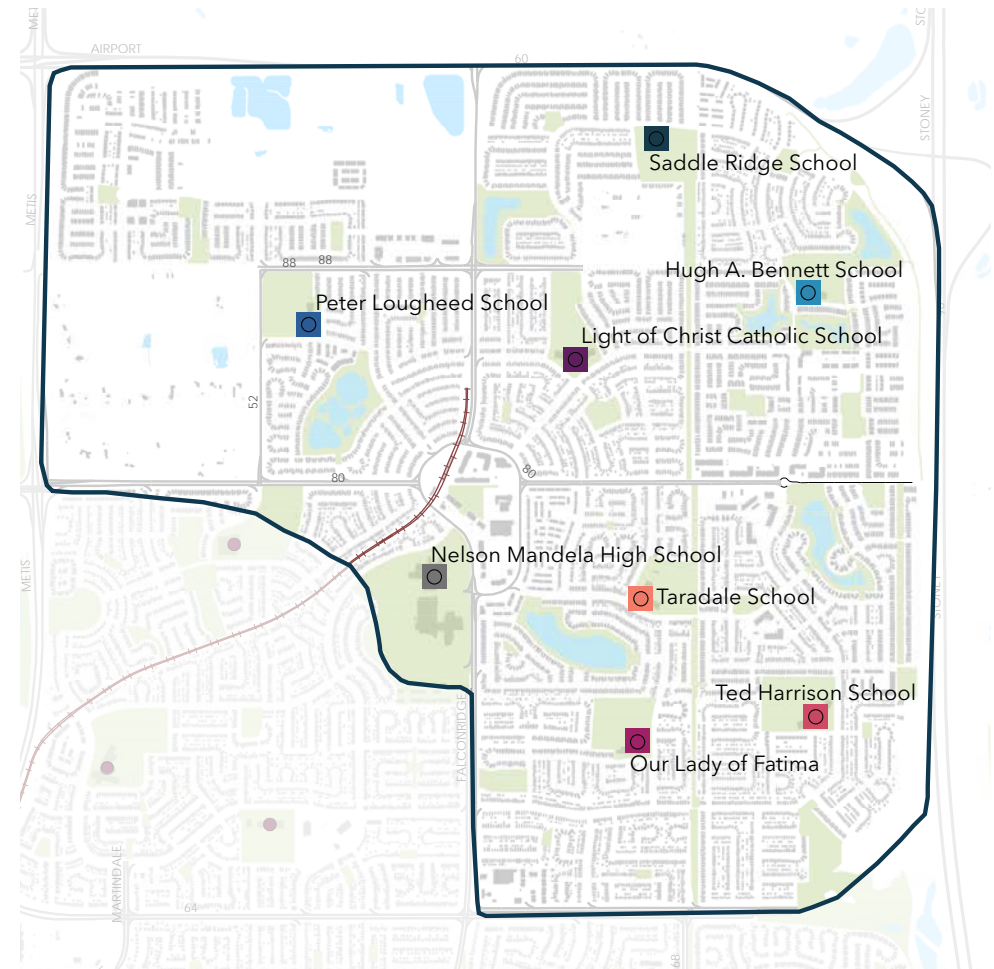 MET
STO
AIRPORT
60
STONEY
Saddle Ridge School
METIS
88
88
Hugh A. Bennett School
Peter Lougheed School
Light of Christ Catholic School
52
80
80
METIS
Nelson Mandela High School
Taradale School
STONEY
Ted Harrison School
FALCONRIDGE
Our Lady of Fatima
MARTINDALE
64
68